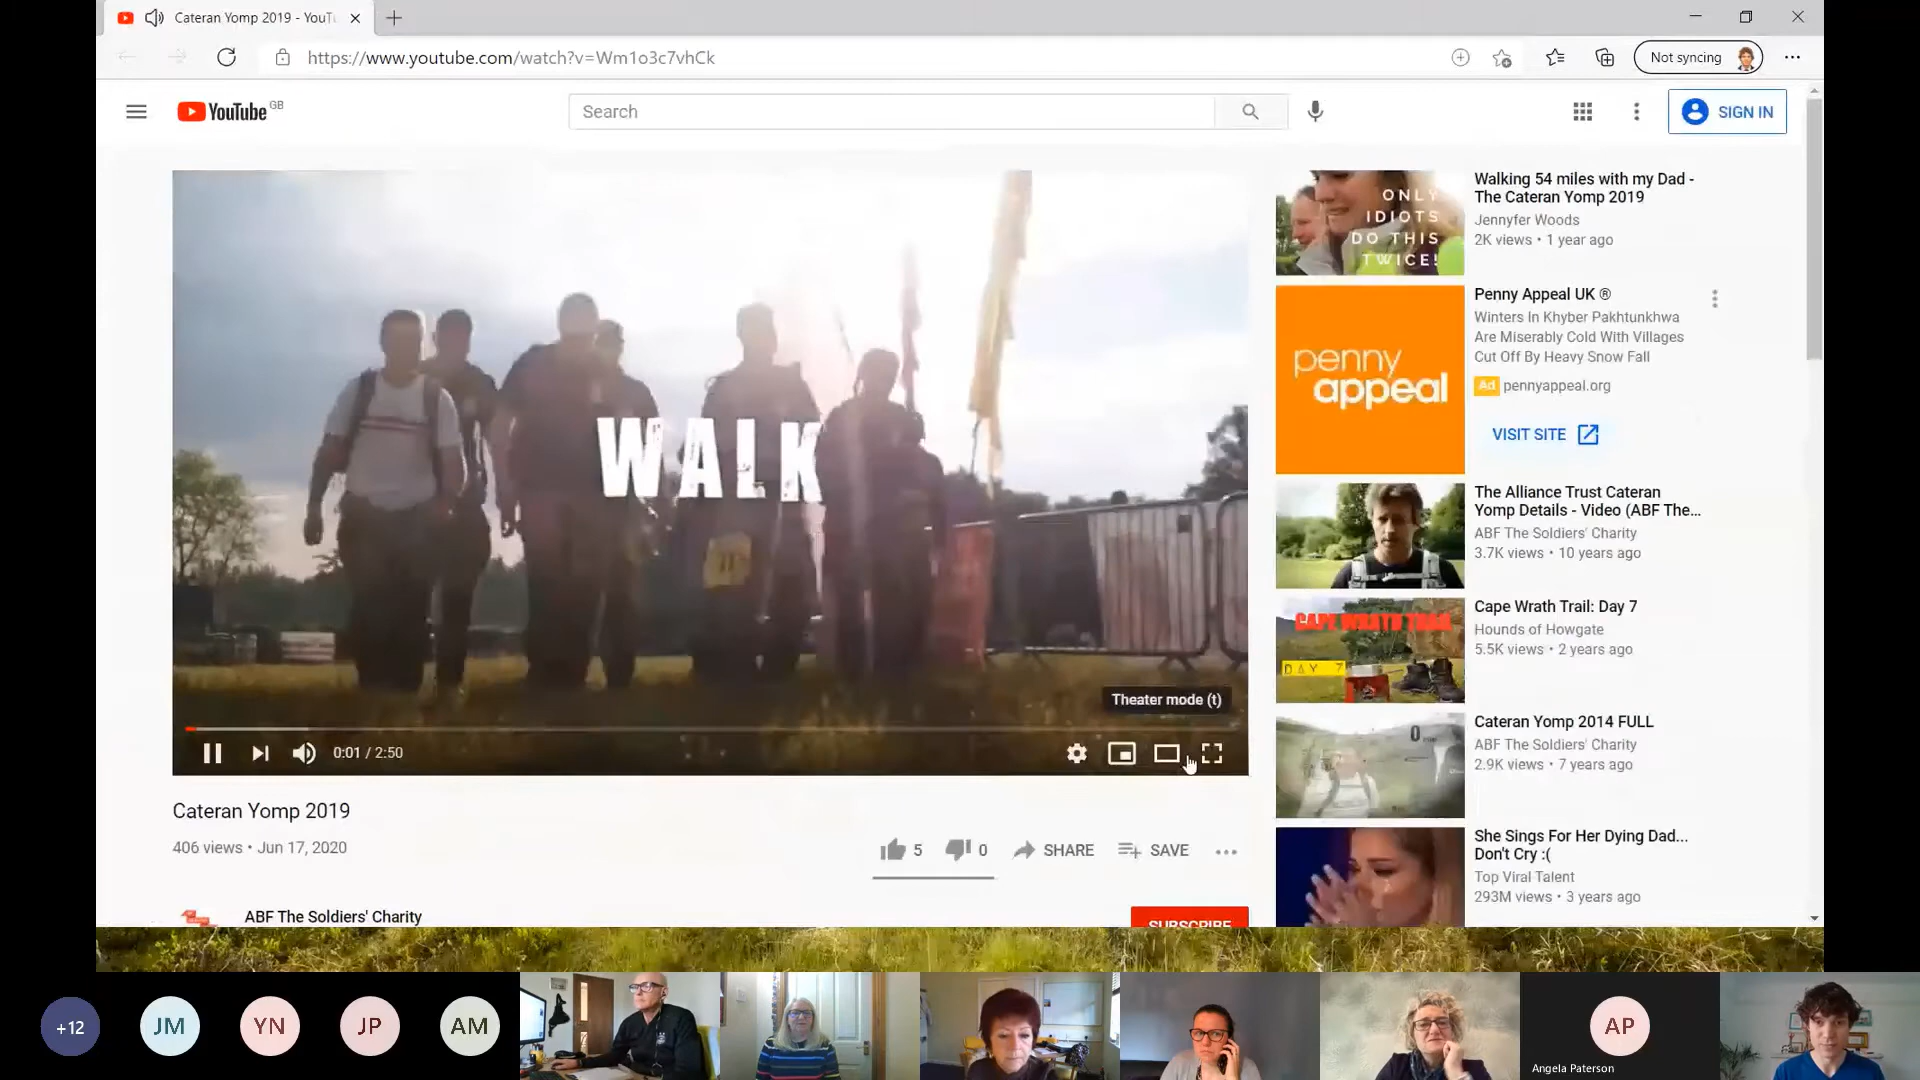 Cateran Yomp 2019 - YouT
https://www.youtube.com/watch?v=Wm1o3c7vhCk
Not syncing
YouTube GB
Search
SIGN IN
WALK
Theater mode (t)
0:01 / 2:50
Cateran Yomp 2019
406 views • Jun 17, 2020
5
0
SHARE
SAVE
ABF The Soldiers' Charity
SUBSCRIBE
ONLY
IDIOTS
DO THIS
TWICE!
Walking 54 miles with my Dad -
The Cateran Yomp 2019
Jennyfer Woods
2K views • 1 year ago
penny
appeal
Penny Appeal UK ®
Winters In Khyber Pakhtunkhwa
Are Miserably Cold With Villages
Cut Off By Heavy Snow Fall
Ad pennyappeal.org
VISIT SITE
The Alliance Trust Cateran
Yomp Details - Video (ABF The...
ABF The Soldiers' Charity
3.7K views • 10 years ago
CAPE WRATH TRAIL
DAY 7
Cape Wrath Trail: Day 7
Hounds of Howgate
5.5K views • 2 years ago
Cateran Yomp 2014 FULL
ABF The Soldiers' Charity
2.9K views • 7 years ago
She Sings For Her Dying Dad...
Don't Cry :(
Top Viral Talent
293M views • 3 years ago
+12
JM
YN
JP
AM
AP
Angela Paterson